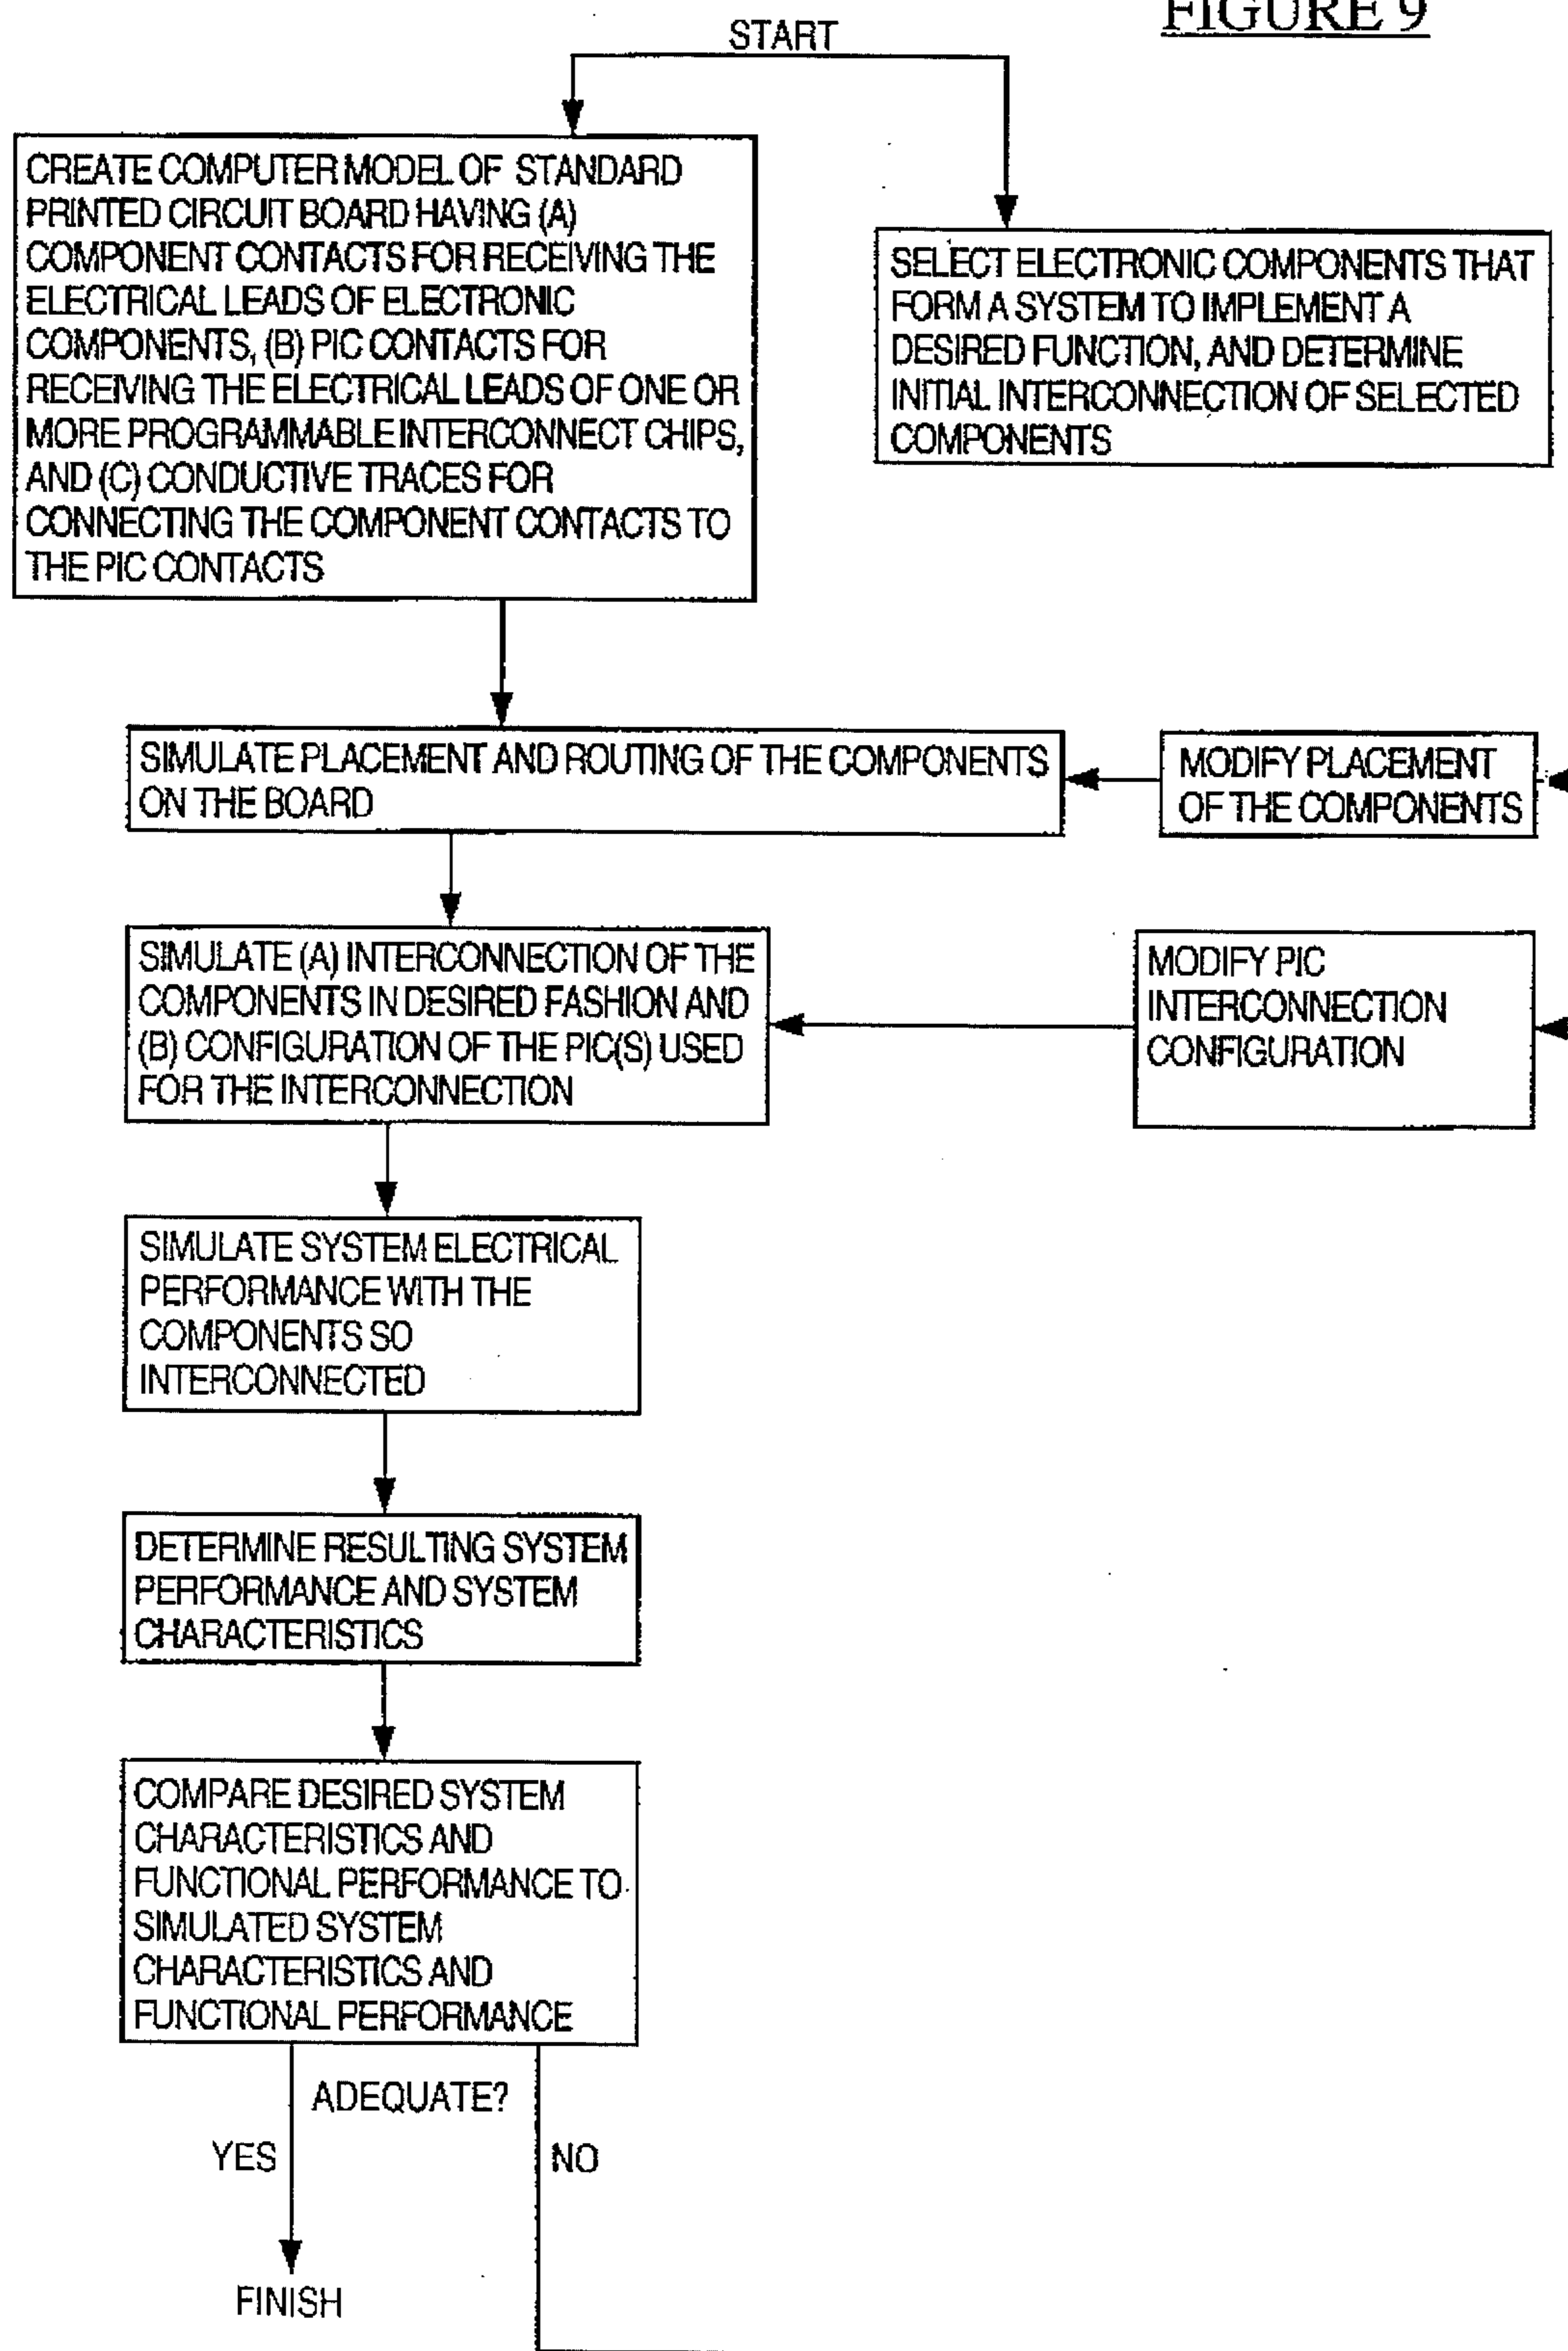 FIGURE 9
START
CREATE COMPUTER MODEL OF STANDARD
PRINTED CIRCUIT BOARD HAVING (A)
COMPONENT CONTACTS FOR RECEIVING THE
ELECTRICAL LEADS OF ELECTRONIC
COMPONENTS, (B) PIC CONTACTS FOR
RECEIVING THE ELECTRICAL LEADS OF ONE OR
MORE PROGRAMMABLE INTERCONNECT CHIPS,
AND (C) CONDUCTIVE TRACES FOR
CONNECTING THE COMPONENT CONTACTS TO
THE PIC CONTACTS
SELECT ELECTRONIC COMPONENTS THAT
FORM A SYSTEM TO IMPLEMENT A
DESIRED FUNCTION, AND DETERMINE
INITIAL INTERCONNECTION OF SELECTED
COMPONENTS
SIMULATE PLACEMENT AND ROUTING OF THE COMPONENTS
ON THE BOARD
MODIFY PLACEMENT
OF THE COMPONENTS
SIMULATE (A) INTERCONNECTION OF THE
COMPONENTS IN DESIRED FASHION AND
(B) CONFIGURATION OF THE PIC(S) USED
FOR THE INTERCONNECTION
MODIFY PIC
INTERCONNECTION
CONFIGURATION
SIMULATE SYSTEM ELECTRICAL
PERFORMANCE WITH THE
COMPONENTS SO
INTERCONNECTED
DETERMINE RESULTING SYSTEM
PERFORMANCE AND SYSTEM
CHARACTERISTICS
COMPARE DESIRED SYSTEM
CHARACTERISTICS AND
FUNCTIONAL PERFORMANCE TO
SIMULATED SYSTEM
CHARACTERISTICS AND
FUNCTIONAL PERFORMANCE
ADEQUATE?
YES
NO
FINISH